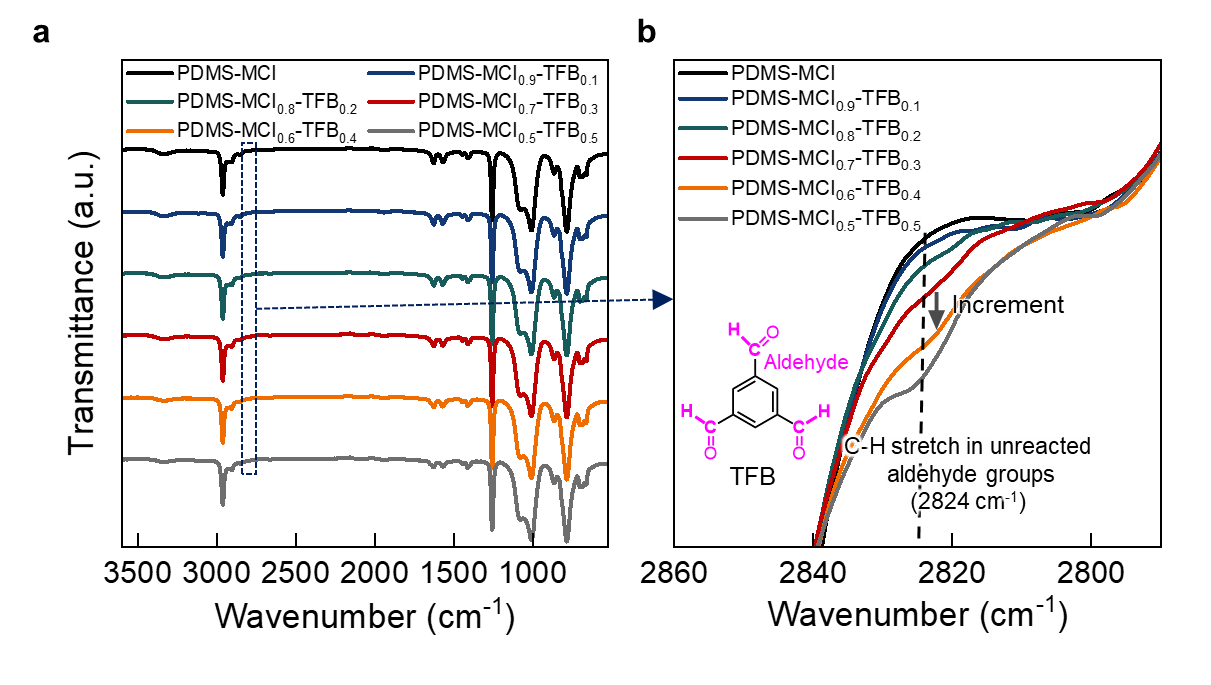 a
PDMS-MCI
PDMS-MCI0.9-TFB0.1
PDMS-MCI0.8-TFB0.2
PDMS-MCI0.7-TFB0.3
PDMS-MCI0.6-TFB0.4
PDMS-MCI0.5-TFB0.5
Transmittance (a.u.)
3500 3000 2500 2000 1500 1000
Wavenumber (cm-1)
b
PDMS-MCI
PDMS-MCI0.9-TFB0.1
PDMS-MCI0.8-TFB0.2
PDMS-MCI0.7-TFB0.3
PDMS-MCI0.6-TFB0.4
PDMS-MCI0.5-TFB0.5
Increment
H
C
O
Aldehyde
H
C
O
C
H
O
TFB
C-H stretch in unreacted
aldehyde groups
(2824 cm-1)
2860 2840 2820 2800
Wavenumber (cm-1)